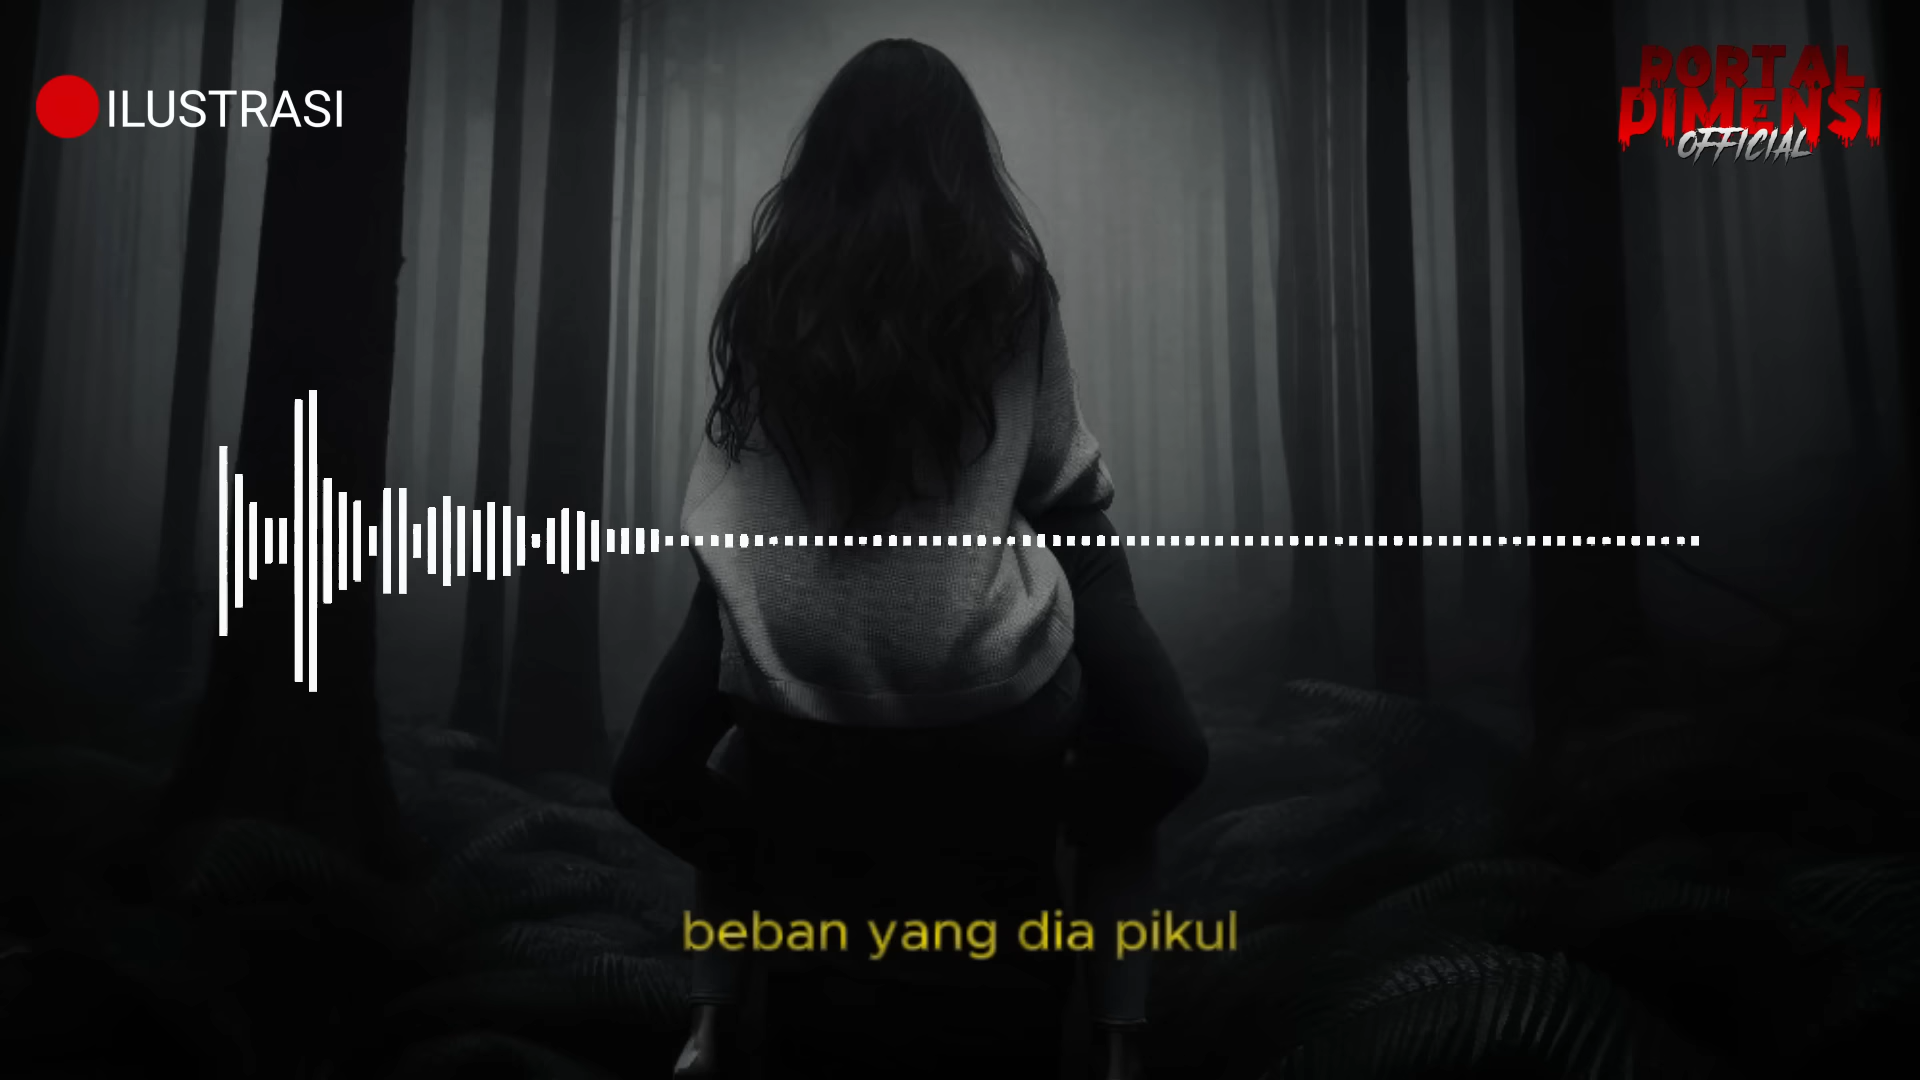 ILUSTRASI
PORTAL
DIMENSI
OFFICIAL
beban yang dia pikul